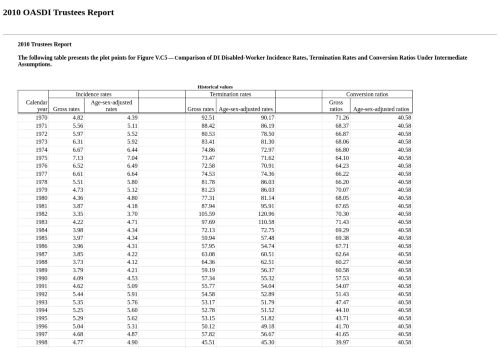 2010 OASDI Trustees Report
2010 Trustees Report
The following table presents the plot points for Figure V.C5—Comparison of DI Disabled-Worker Incidence Rates, Termination Rates and Conversion Ratios Under Intermediate
Assumptions.
Historical values
Incidence rates Termination rates Conversion ratios
Calendar year Gross rates Age-sex-adjusted rates Gross rates Age-sex-adjusted rates Gross ratios Age-sex-adjusted ratios
1970 4.82 4.39 92.51 90.17 71.26 40.58
1971 5.56 5.11 88.42 86.19 68.37 40.58
1972 5.97 5.52 80.53 78.50 66.87 40.58
1973 6.31 5.92 83.41 81.30 68.06 40.58
1974 6.67 6.44 74.86 72.97 66.80 40.58
1975 7.13 7.04 73.47 71.62 64.10 40.58
1976 6.52 6.49 72.58 70.91 64.23 40.58
1977 6.61 6.64 74.53 74.36 66.22 40.58
1978 5.51 5.80 81.78 86.03 66.20 40.58
1979 4.73 5.12 81.23 86.03 70.07 40.58
1980 4.36 4.80 77.31 81.14 68.05 40.58
1981 3.87 4.18 87.94 95.91 67.65 40.58
1982 3.35 3.70 105.59 120.96 70.30 40.58
1983 4.22 4.71 97.69 110.58 71.43 40.58
1984 3.98 4.34 72.13 72.75 69.29 40.58
1985 3.97 4.34 59.94 57.48 69.38 40.58
1986 3.96 4.31 57.95 54.74 67.71 40.58
1987 3.85 4.22 63.08 60.51 62.64 40.58
1988 3.73 4.12 64.36 62.51 60.27 40.58
1989 3.79 4.21 59.19 56.37 60.58 40.58
1990 4.09 4.53 57.34 55.32 57.53 40.58
1991 4.62 5.09 55.77 54.04 54.07 40.58
1992 5.44 5.91 54.58 52.89 51.43 40.58
1993 5.35 5.76 53.17 51.79 47.47 40.58
1994 5.25 5.60 52.78 51.52 44.10 40.58
1995 5.29 5.62 53.15 51.82 43.71 40.58
1996 5.04 5.31 50.12 49.18 41.70 40.58
1997 4.68 4.87 57.82 56.67 41.65 40.58
1998 4.77 4.90 45.51 45.30 39.97 40.58